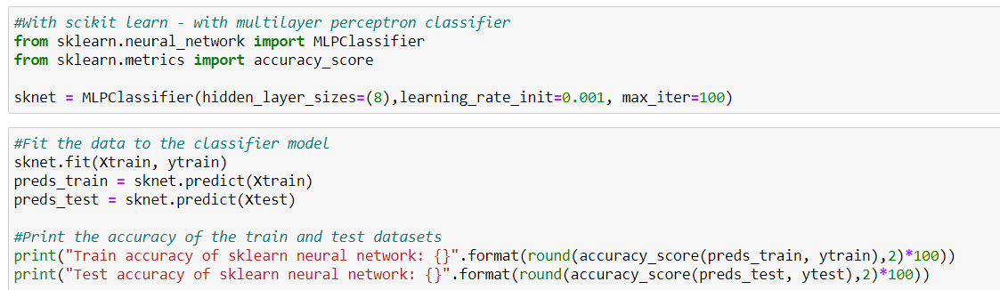 #With scikit learn - with multilayer perceptron classifier
from sklearn.neural_network import MLPClassifier
from sklearn.metrics import accuracy_score
sknet = MLPClassifier(hidden_layer_sizes=(8),learning_rate_init=0.001, max_iter=100)
#Fit the data to the classifier model
sknet.fit(Xtrain, ytrain)
preds_train = sknet.predict(Xtrain)
preds_test = sknet.predict(Xtest)
#Print the accuracy of the train and test datasets
print("Train accuracy of sklearn neural network: {}".format(round(accuracy_score(preds_train, ytrain),2)*100))
print("Test accuracy of sklearn neural network: {}".format(round(accuracy_score(preds_test, ytest),2)*100))